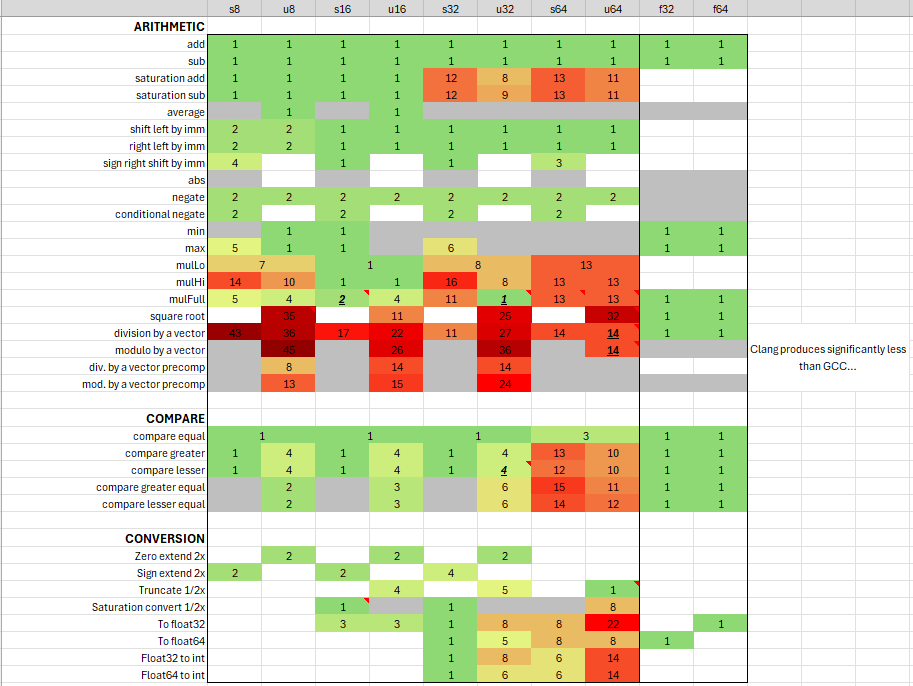 s8 u8 s16 u16 s32 u32 s64 u64 f32 f64
ARITHMETIC
add 1 1 1 1 1 1 1 1 1 1
sub 1 1 1 1 1 1 1 1 1 1
saturation add 1 1 1 1 12 8 13 11
saturation sub 1 1 1 1 12 9 13 11
average 1 1
shift left by imm 2 2 1 1 1 1 1 1
right left by imm 2 2 1 1 1 1 1 1
sign right shift by imm 4 1 1 3
abs
negate 2 2 2 2 2 2 2 2
conditional negate 2 2 2 2
min 1 1 1 1
max 5 1 1 6 1 1
mulLo 7 1 8 13
mulHi 14 10 1 1 16 8 13 13
mulFull 5 4 2 4 11 1 13 13 1 1
square root 35 11 25 32 1 1
division by a vector 43 36 17 22 11 27 14 14 1 1
modulo by a vector 45 26 36 14 Clang produces significantly less
div. by a vector precomp 8 14 14 than GCC...
mod. by a vector precomp 13 15 24
COMPARE
compare equal 1 1 1 3 1 1
compare greater 1 4 1 4 1 4 13 10 1 1
compare lesser 1 4 1 4 1 4 12 10 1 1
compare greater equal 2 3 6 15 11 1 1
compare lesser equal 2 3 6 14 12 1 1
CONVERSION
Zero extend 2x 2 2 2
Sign extend 2x 2 2 4
Truncate 1/2x 4 5 1
Saturation convert 1/2x 1 1 8
To float32 3 3 1 8 8 22 1
To float64 1 5 8 8 1
Float32 to int 1 8 6 14
Float64 to int 1 6 6 14